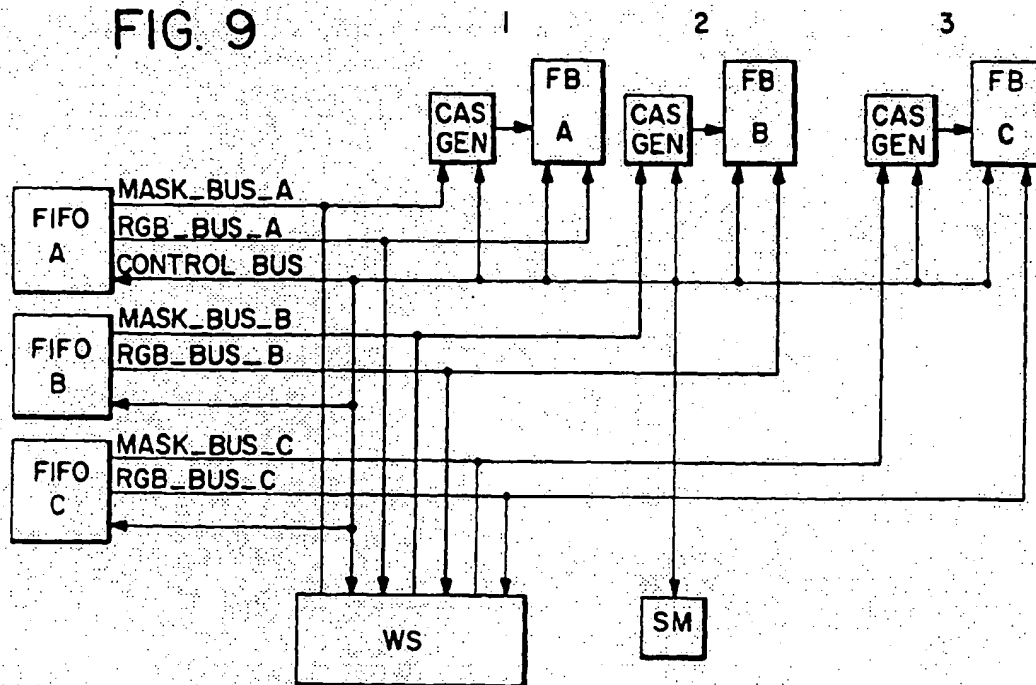 FIG. 9
1
2
3
CAS
GEN
FB
A
CAS
GEN
FB
B
CAS
GEN
FB
C
FIFO
A
MASK_BUS_A
RGB_BUS_A
CONTROL BUS
FIFO
B
MASK_BUS_B
RGB_BUS_B
FIFO
C
MASK_BUS_C
RGB_BUS_C
WS
SM